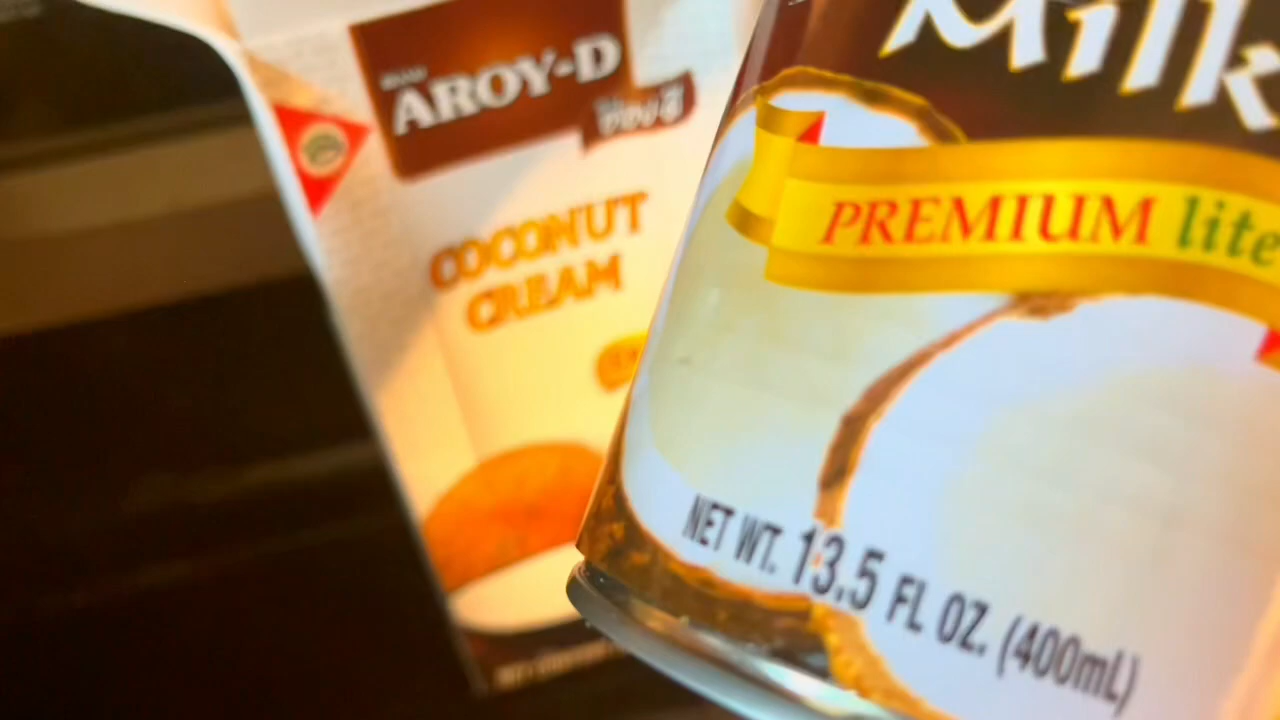 AROY-D
COCONUT
CREAM
Milk
PREMIUM lite
NET WT. 13.5 FL OZ. (400mL)